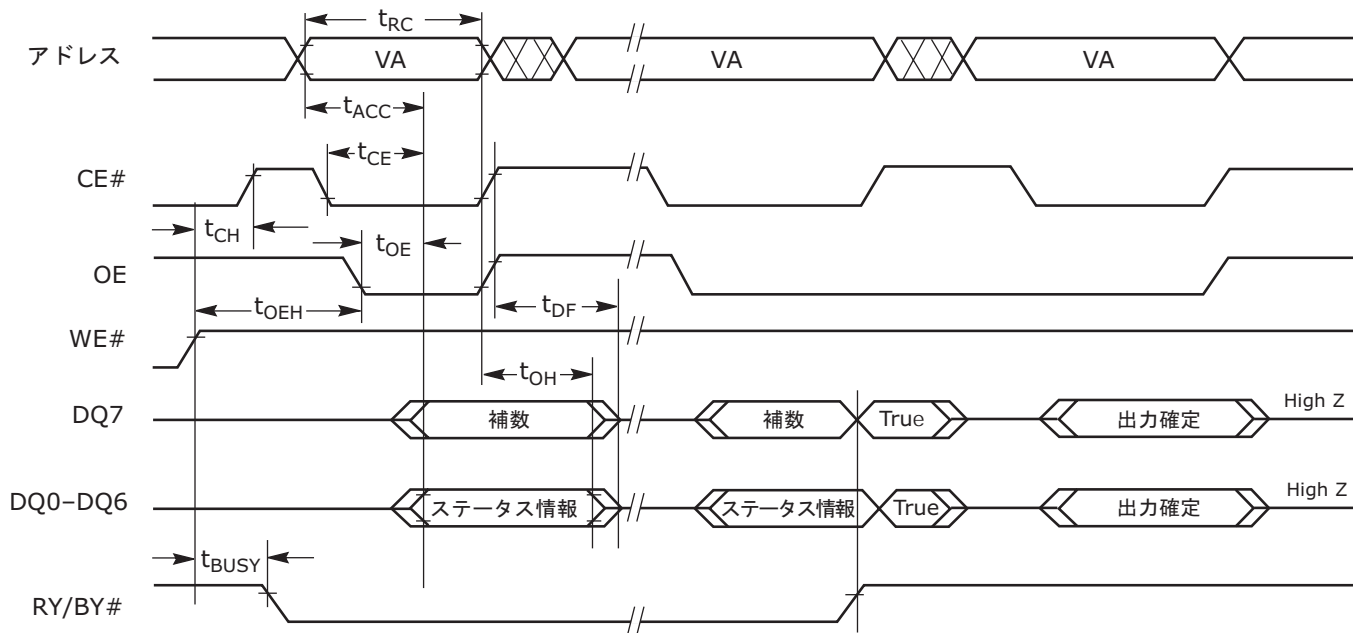 tRC
アドレス VA VA VA
tACC
tCE
CE#
tCH tOE
OE
tOEH tDF
WE#
tOH
DQ7 補数 補数 True 出力確定 High Z
DQ0–DQ6 ステータス情報 ステータス情報 True 出力確定 High Z
tBUSY
RY/BY#